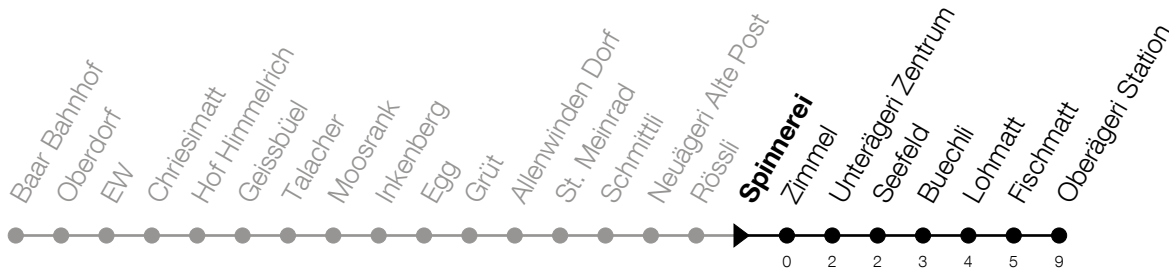 Baar Bahnhof
Oberdorf
EW
Chriesimatt
Hof Himmelrich
Geissbüel
Talacher
Moosrank
Inkenberg
Egg
Grüt
Allenwinden Dorf
St. Meinrad
Schmittli
Neuägeri Alte Post
Rössli
Spinnerei
Zimmel
Unterägeri Zentrum
Seefeld
Buechli
Lohmatt
Fischmatt
Oberägeri Station
0 2 2 3 4 5 9